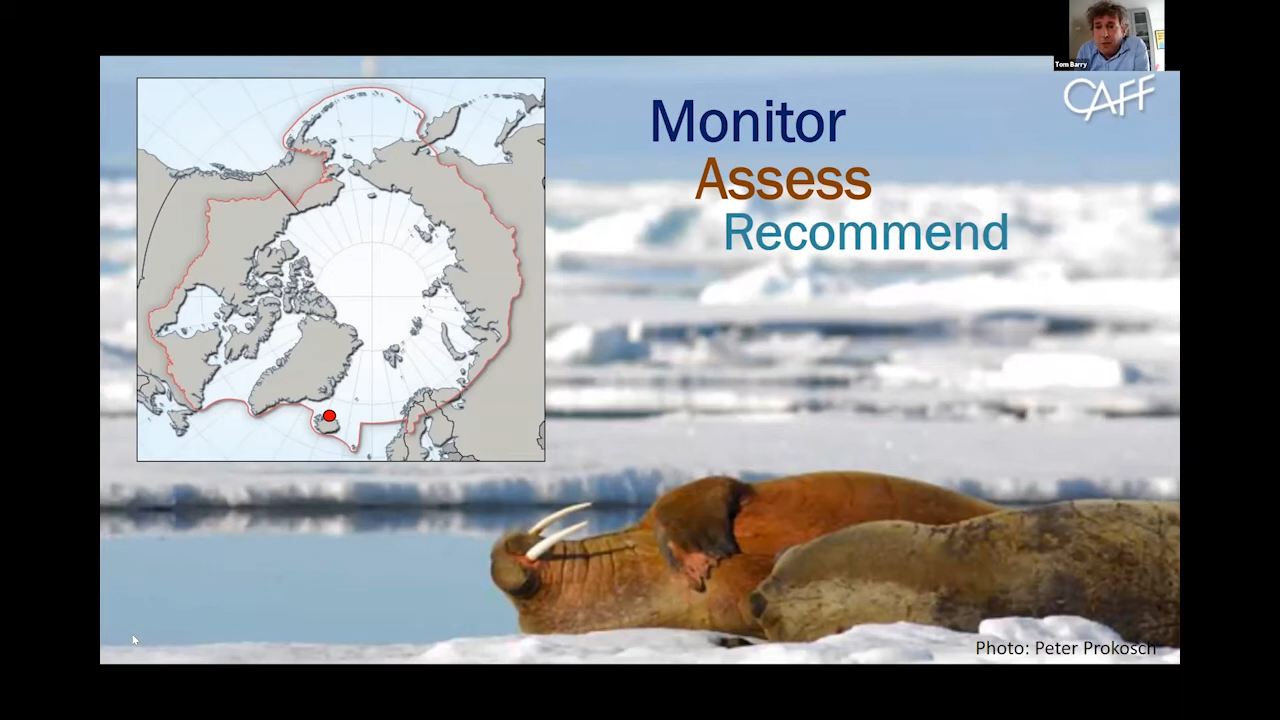 Tom Barry
CAFF
Monitor
Assess
Recommend
Photo: Peter Prokosch